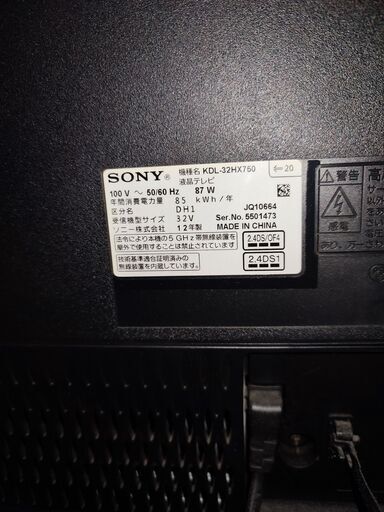 SONY® 機種名 KDL-32HX750
液晶テレビ
⇐20
100 V ～ 50/60 Hz 87 W
年間消費電力量 85 kWh/年
区分名 DH1 JQ10664
受信機型サイズ 32V Ser.No. 5501473
ソニー株式会社 12年製 MADE IN CHINA
法令により本機の5 GHz帯無線装置を
屋外で使用することは禁止されています。
2.4DS/OF4
技術基準適合証明済みの
無線装置を内蔵しています。
2.4DS1
警告 高
感電